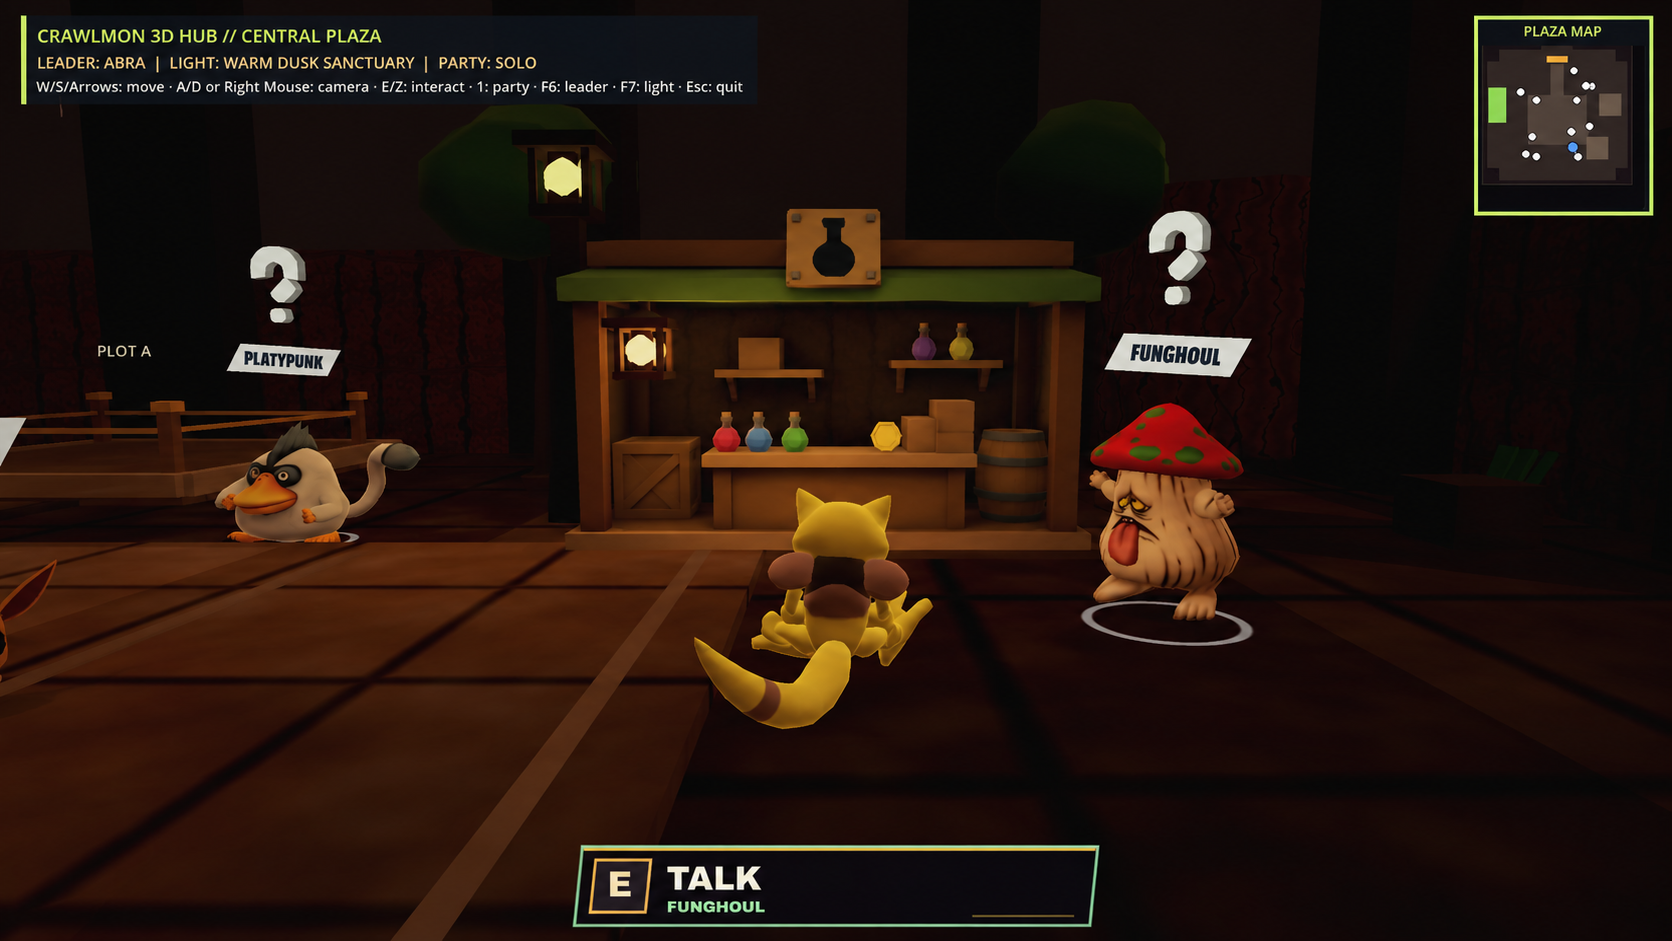 CRAWLMON 3D HUB // CENTRAL PLAZA
LEADER: ABRA | LIGHT: WARM DUSK SANCTUARY | PARTY: SOLO
W/S/Arrows: move · A/D or Right Mouse: camera · E/Z: interact · 1: party · F6: leader · F7: light · Esc: quit
PLAZA MAP
?
?
PLOT A
PLATYPUNK
FUNGHOUL
E
TALK
FUNGHOUL